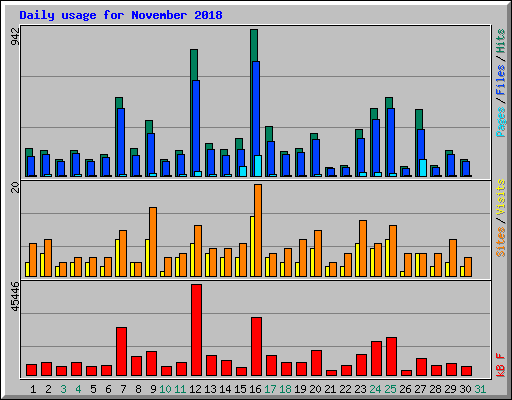 Daily usage for November 2018
942
Pages / Files / Hits
20
Sites / Visits
45446
kB F
1 2 3 4 5 6 7 8 9 10 11 12 13 14 15 16 17 18 19 20 21 22 23 24 25 26 27 28 29 30 31